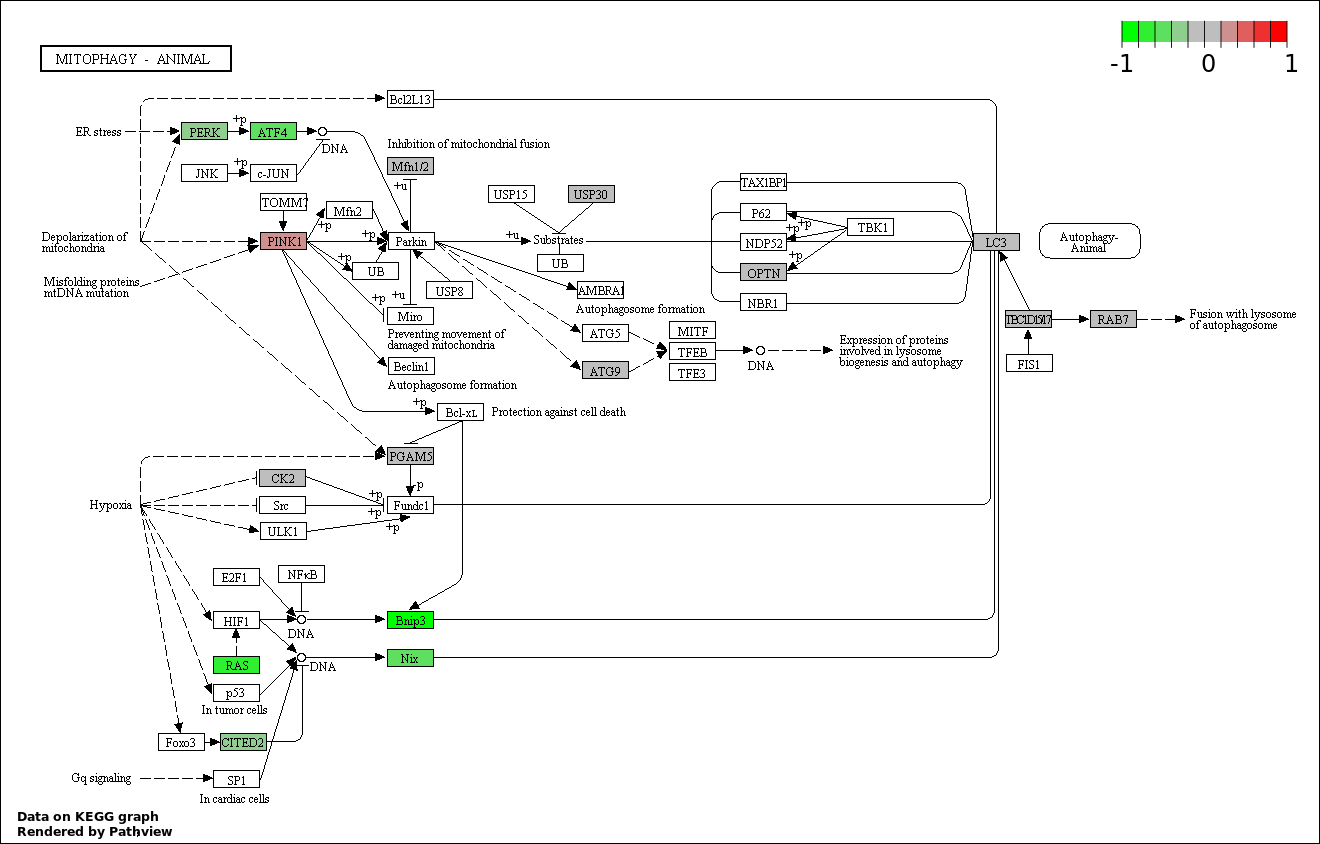 -1 0 1
MITOPHAGY - ANIMAL
Bcl2L13
ER stress
PERK
+p
ATF4
DNA
Inhibition of mitochondrial fusion
JNK
+p
c-JUN
Mfn1/2
+u
TOMM7
Mfn2
USP15
USP30
TAX1BP1
P62
TBK1
+p
+p
+p
Depolarization of
mitochondria
PINK1
+p
+p
Parkin
+u
Substrates
NDP52
LC3
Autophagy-
Animal
Misfolding proteins
mtDNA mutation
+p
UB
UB
OPTN
USP8
AMBRA1
+p
+u
Miro
Autophagosome formation
NBR1
RAB7
Fusion with lysosome
of autophagosome
Preventing movement of
damaged mitochondria
ATG5
MITF
TFEB
TFE3
DNA
Expression of proteins
involved in lysosome
biogenesis and autophagy
FIS1
Beclin1
ATG9
Autophagosome formation
+p
Bcl-xL
Protection against cell death
PGAM5
CK2
-p
Hypoxia
+p
Src
+p
Fundc1
ULK1
+p
E2F1
NFκB
HIF1
DNA
Bnip3
RAS
DNA
Nix
p53
In tumor cells
Foxo3
CITED2
Gq signaling
SP1
In cardiac cells
Data on KEGG graph
Rendered by Pathview